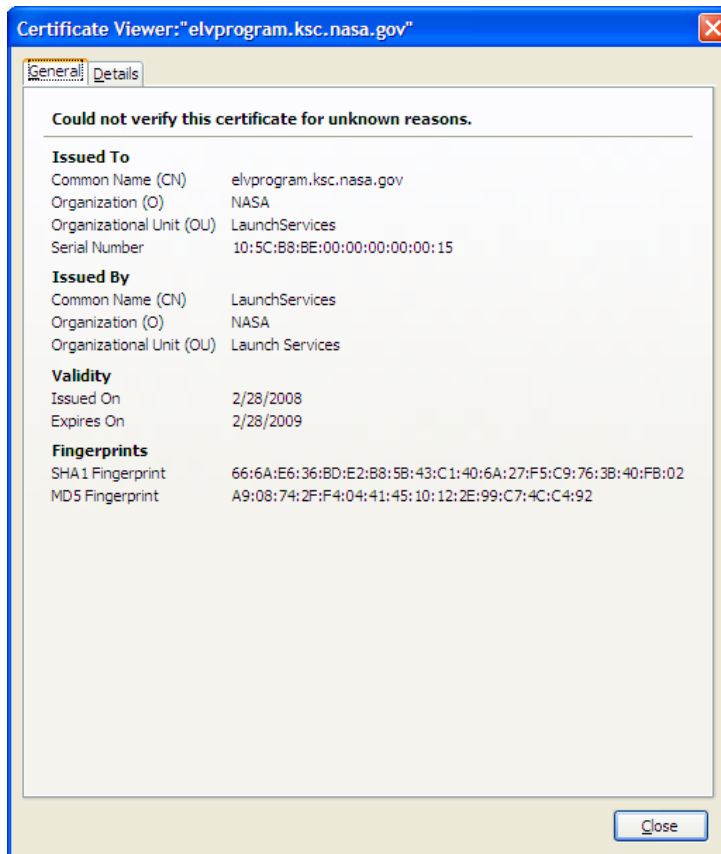 Certificate Viewer:"elvprogram.ksc.nasa.gov"
General Details
Could not verify this certificate for unknown reasons.
Issued To
Common Name (CN) elvprogram.ksc.nasa.gov
Organization (O) NASA
Organizational Unit (OU) LaunchServices
Serial Number 10:5C:B8:BE:00:00:00:00:00:15
Issued By
Common Name (CN) LaunchServices
Organization (O) NASA
Organizational Unit (OU) Launch Services
Validity
Issued On 2/28/2008
Expires On 2/28/2009
Fingerprints
SHA1 Fingerprint 66:6A:E6:36:BD:E2:B8:5B:43:C1:40:6A:27:F5:C9:76:3B:40:FB:02
MD5 Fingerprint A9:08:74:2F:F4:04:41:45:10:12:2E:99:C7:4C:C4:92
Close